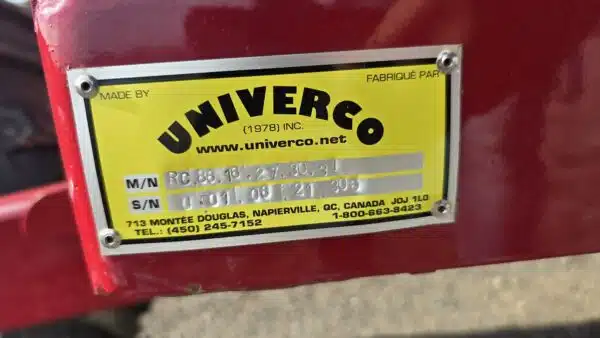 MADE BY
FABRIQUÉ PAR
UNIVERCO
(1978) INC.
www.univerco.net
M/N
S/N
713 MONTÉE DOUGLAS, NAPIERVILLE, QC, CANADA J0J 1L0
TEL.: (450) 245-7152 1-800-663-8423